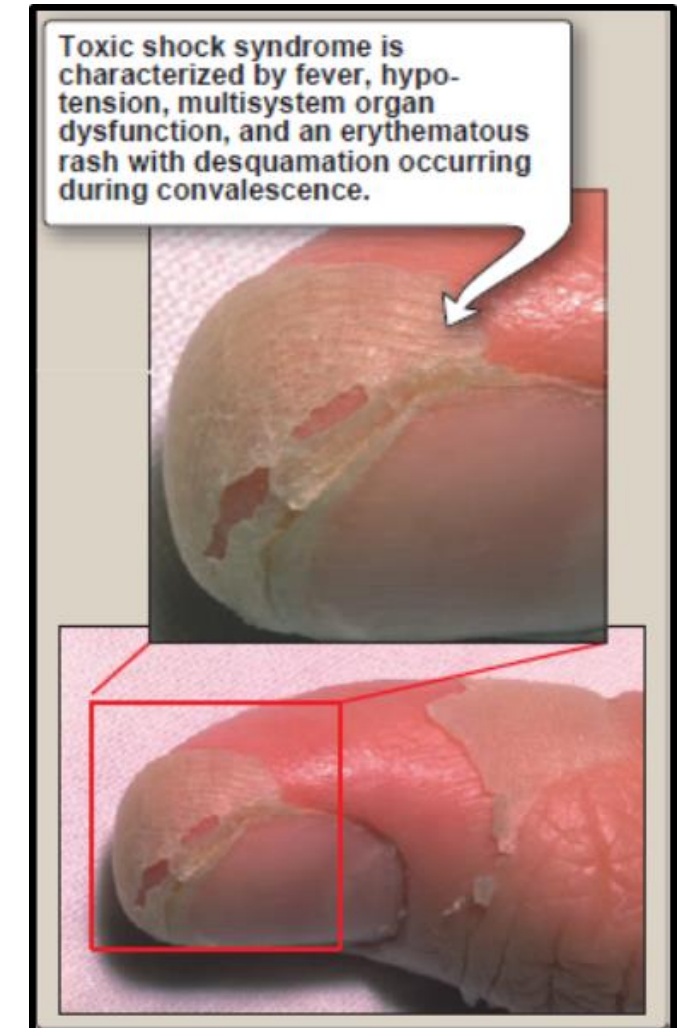 Toxic shock syndrome is
characterized by fever, hypo-
tension, multisystem organ
dysfunction, and an erythematous
rash with desquamation occurring
during convalescence.